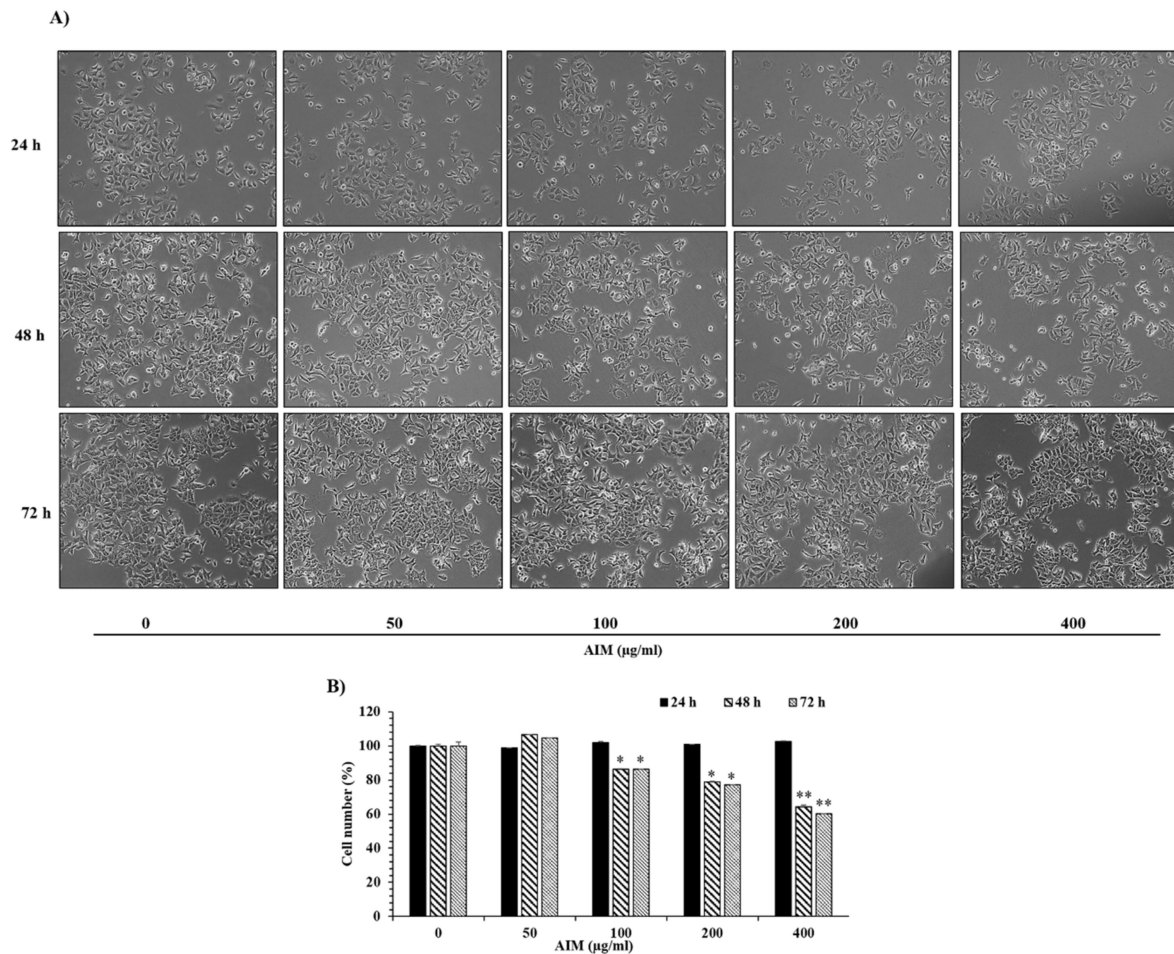 A)
24 h
48 h
72 h
0 50 100 200 400
AIM (µg/ml)
B)
24 h 48 h 72 h
120
100
80
60
40
20
0
Cell number (%)
* *
* *
** **
0 50 100 200 400
AIM (µg/ml)